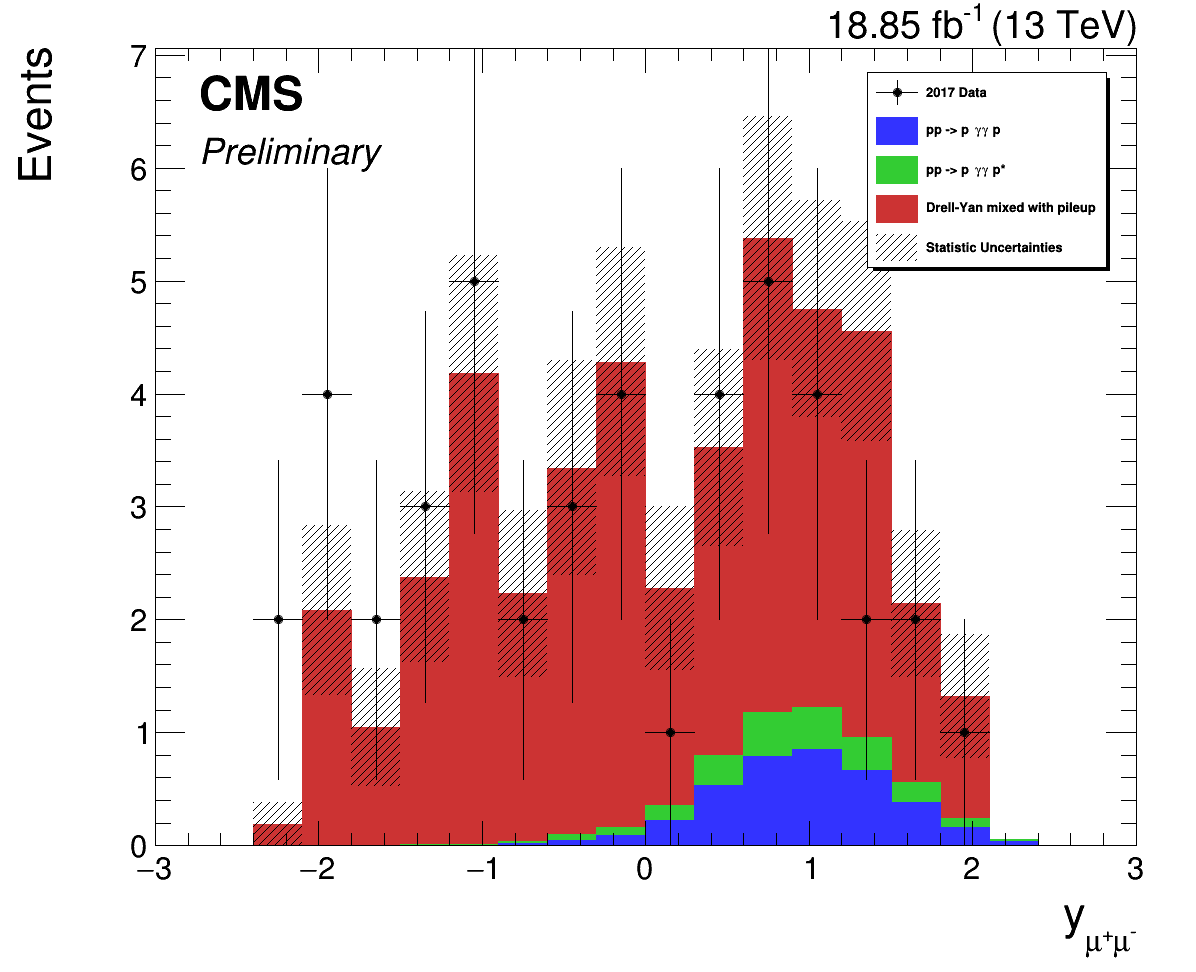 18.85 fb⁻¹ (13 TeV)
Events
CMS
Preliminary
2017 Data
pp -> p γγ p
pp -> p γγ p*
Drell-Yan mixed with pileup
Statistic Uncertainties
7
6
5
4
3
2
1
0
−3 −2 −1 0 1 2 3
y μ⁺μ⁻